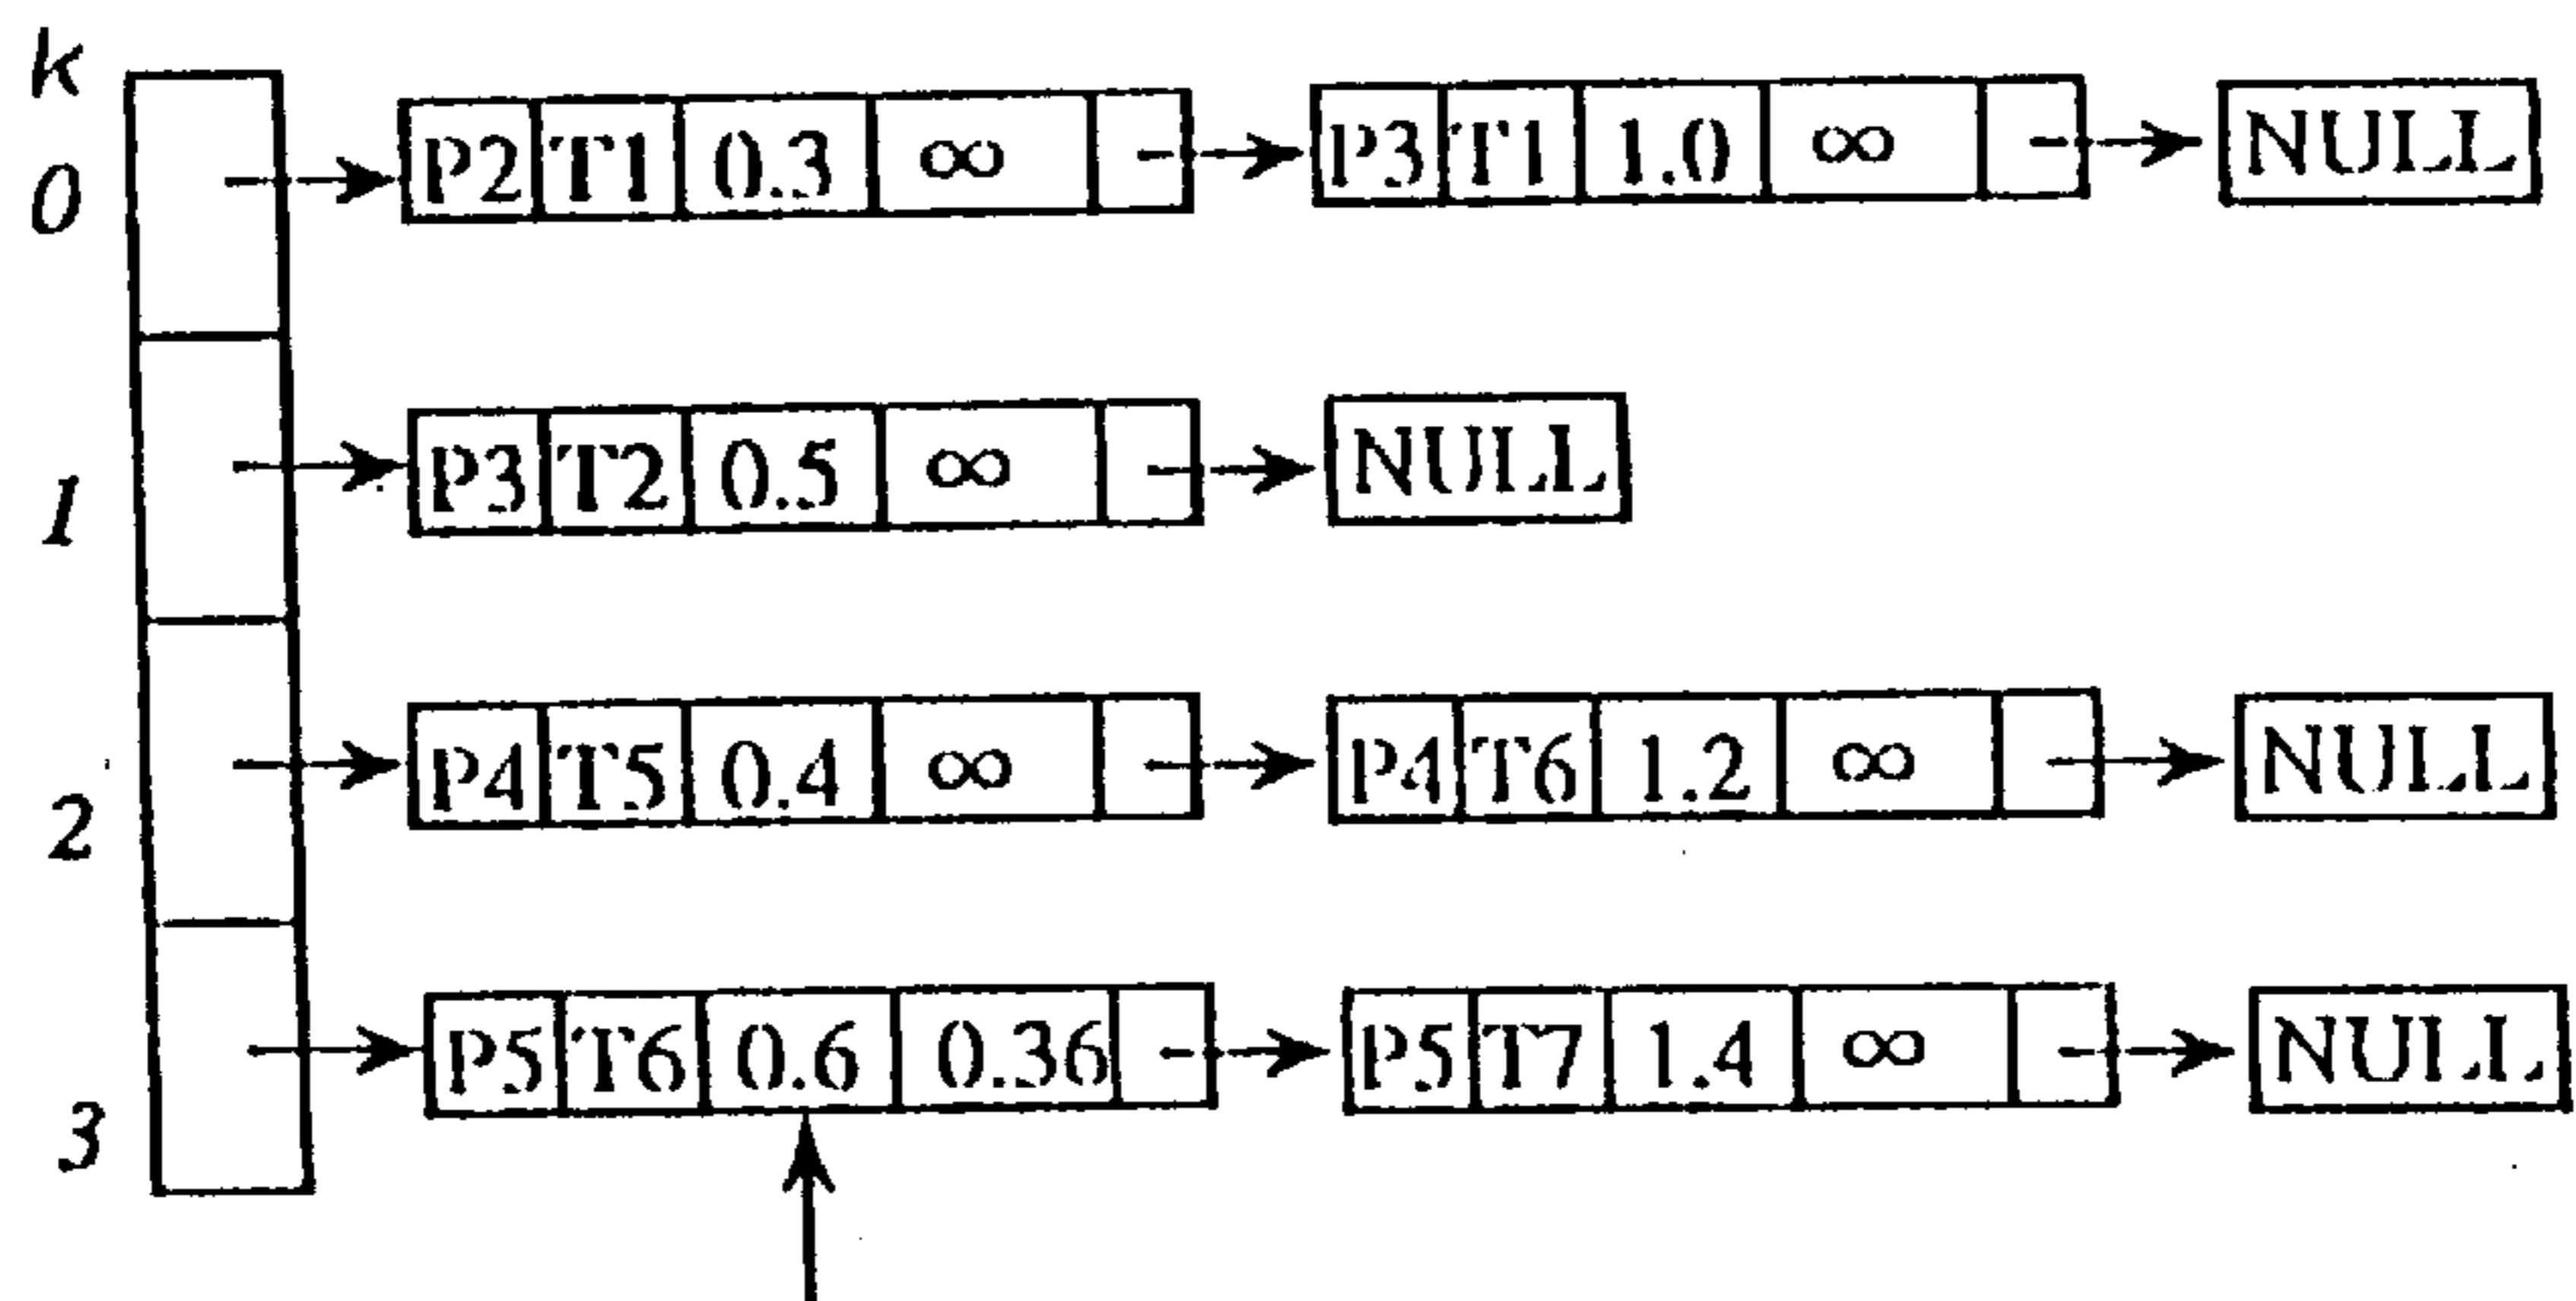 k
0 P2 T1 0.3 ∞ P3 T1 1.0 ∞ NULL
1 P3 T2 0.5 ∞ NULL
2 P4 T5 0.4 ∞ P4 T6 1.2 ∞ NULL
3 P5 T6 0.6 0.36 P5 T7 1.4 ∞ NULL